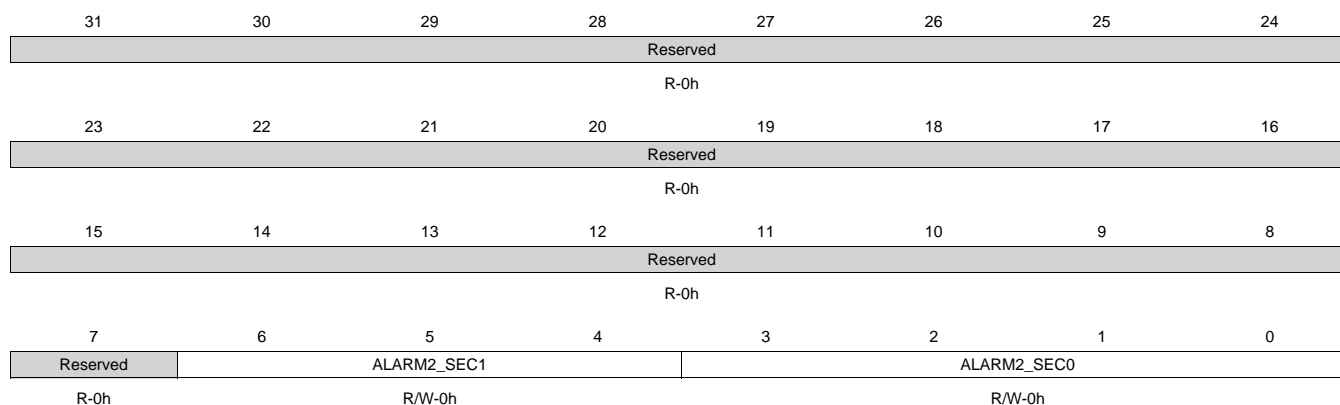 31 30 29 28 27 26 25 24
Reserved
R-0h
23 22 21 20 19 18 17 16
Reserved
R-0h
15 14 13 12 11 10 9 8
Reserved
R-0h
7 6 5 4 3 2 1 0
Reserved ALARM2_SEC1 ALARM2_SEC0
R-0h R/W-0h R/W-0h